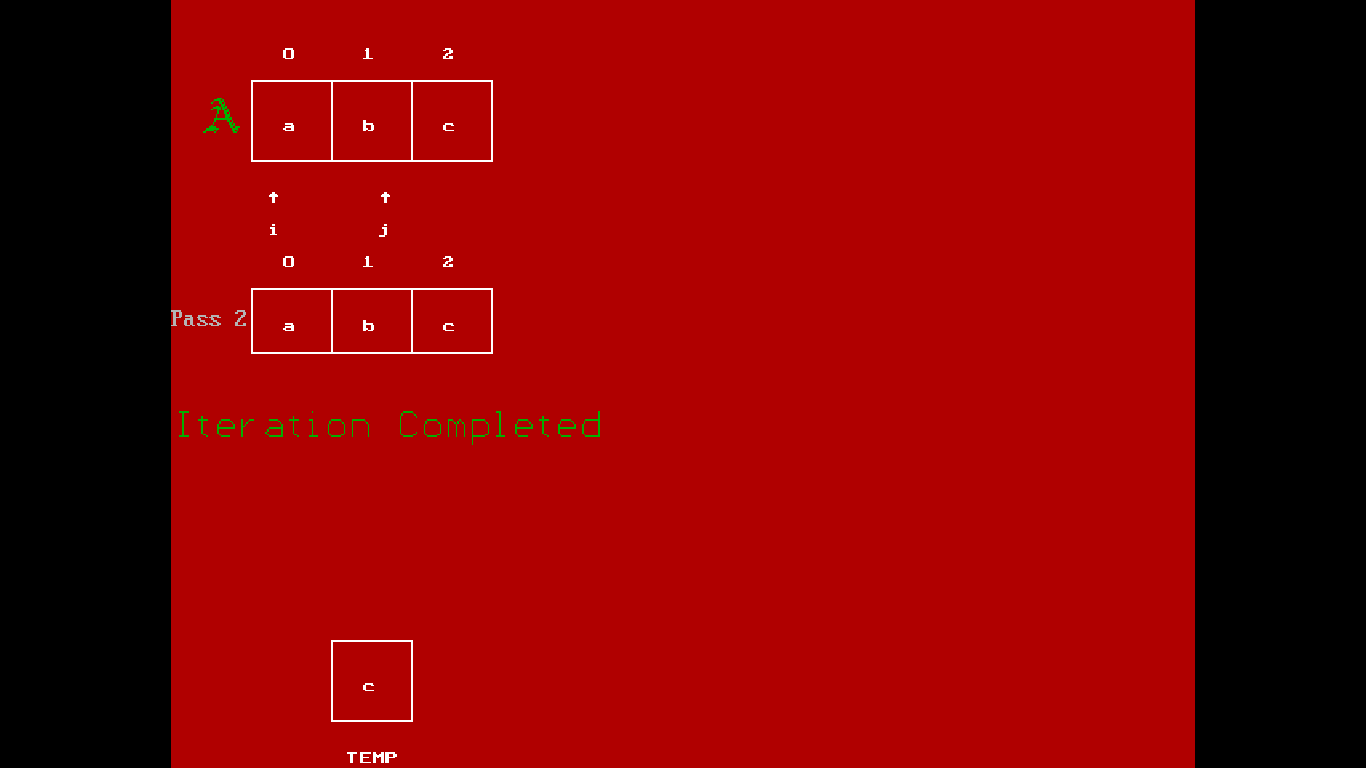 0 1 2
A a b c
↑ ↑
i j
0 1 2
Pass 2 a b c
Iteration Completed
c
TEMP